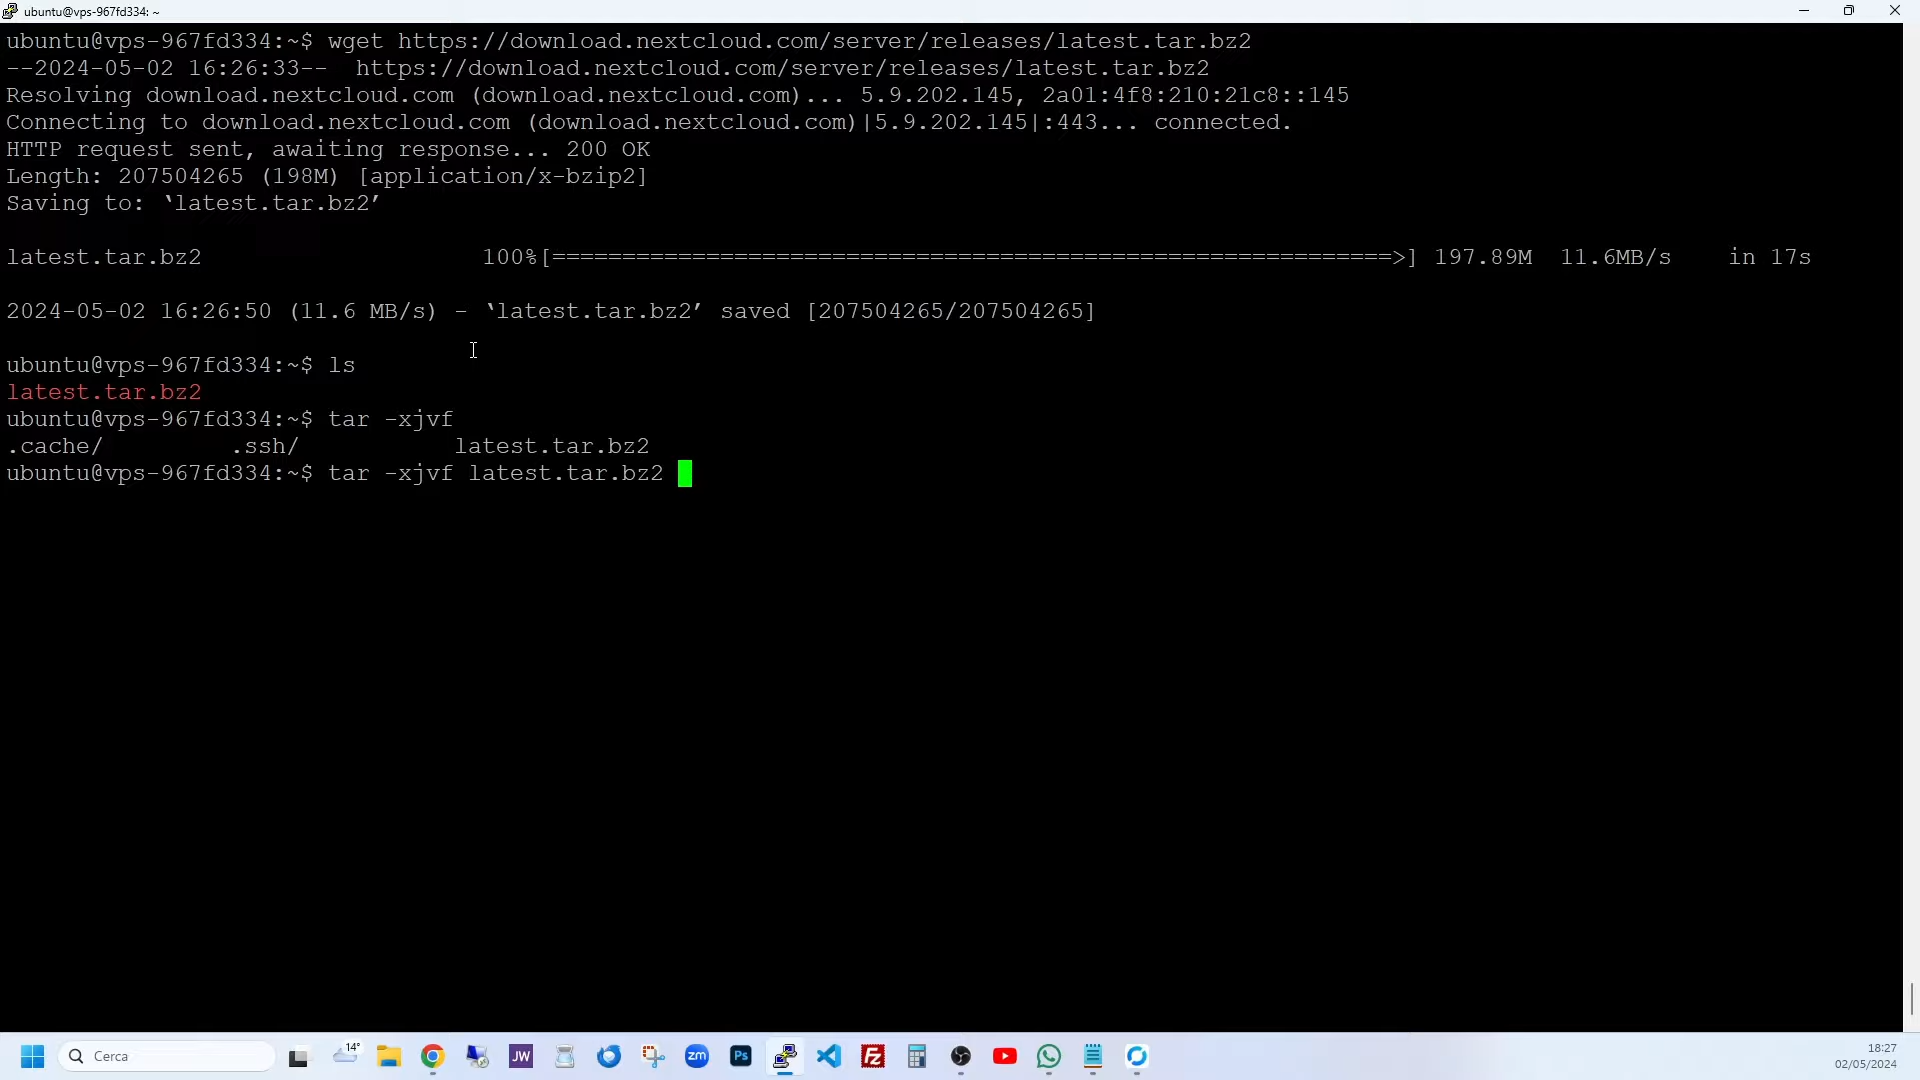 ubuntu@vps-967fd334: ~
ubuntu@vps-967fd334:~$ wget https://download.nextcloud.com/server/releases/latest.tar.bz2
--2024-05-02 16:26:33--  https://download.nextcloud.com/server/releases/latest.tar.bz2
Resolving download.nextcloud.com (download.nextcloud.com)... 5.9.202.145, 2a01:4f8:210:21c8::145
Connecting to download.nextcloud.com (download.nextcloud.com)|5.9.202.145|:443... connected.
HTTP request sent, awaiting response... 200 OK
Length: 207504265 (198M) [application/x-bzip2]
Saving to: ‘latest.tar.bz2’
latest.tar.bz2                    100%[============================================================>] 197.89M  11.6MB/s    in 17s
2024-05-02 16:26:50 (11.6 MB/s) - ‘latest.tar.bz2’ saved [207504265/207504265]
ubuntu@vps-967fd334:~$ ls
latest.tar.bz2
ubuntu@vps-967fd334:~$ tar -xjvf
.cache/         .ssh/           latest.tar.bz2
ubuntu@vps-967fd334:~$ tar -xjvf latest.tar.bz2
Cerca
14°
JW
zm
Ps
FZ
18:27
02/05/2024